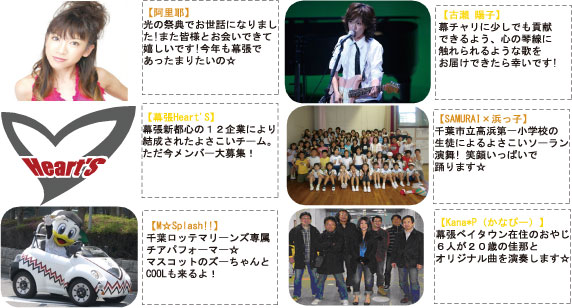 【阿里耶】
光の祭典でお世話になりまし
た!また皆様とお会いできて
嬉しいです!今年も幕張で
あったまりたいの☆
【古瀬 陽子】
幕チャリに少しでも貢献
できるよう、心の琴線に
触れられるような歌を
お届けできたら幸いです!
【幕張Heart'S】
幕張新都心の12企業により
結成されたよさこいチーム。
ただ今メンバー大募集!
Heart'S
【SAMURAI×浜っ子】
千葉市立高浜第一小学校の
生徒によるよさこいソーラン
演舞! 笑顔いっぱいで
踊ります☆
【M☆Splash!!】
千葉ロッテマリーンズ専属
チアパフォーマー☆
マスコットのズーちゃんと
COOLも来るよ!
【Kana*P(かなぴー)】
幕張ベイタウン在住のおやじ
6人が20歳の佳那と
オリジナル曲を演奏します☆